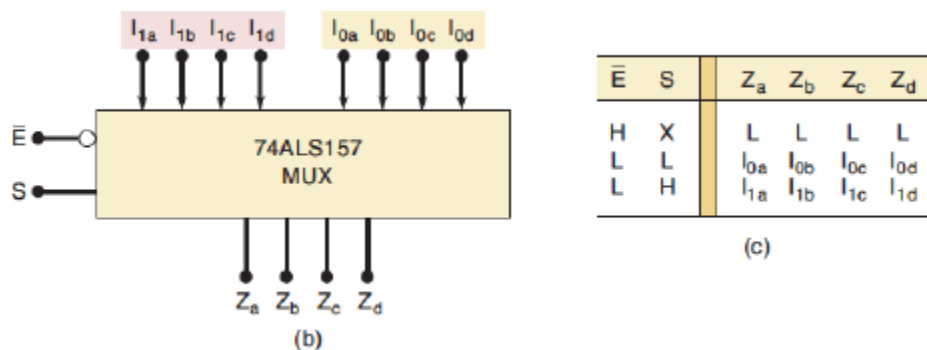 I1a I1b I1c I1d I0a I0b I0c I0d
Ē
S
74ALS157
MUX
Za Zb Zc Zd
(b)
Ē S Za Zb Zc Zd
H X L L L L
L L I0a I0b I0c I0d
L H I1a I1b I1c I1d
(c)